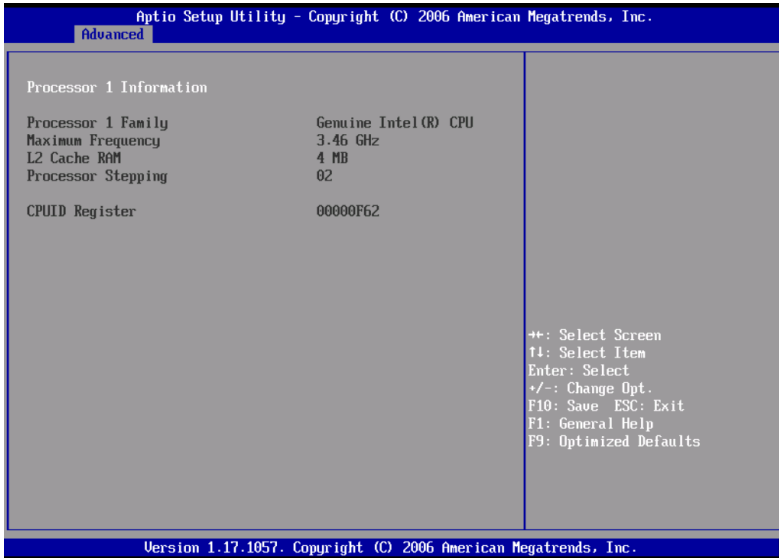 Aptio Setup Utility - Copyright (C) 2006 American Megatrends, Inc.
Advanced
Processor 1 Information
Processor 1 Family Genuine Intel(R) CPU
Maximum Frequency 3.46 GHz
L2 Cache RAM 4 MB
Processor Stepping 02
CPUID Register 00000F62
→←: Select Screen
↑↓: Select Item
Enter: Select
+/-: Change Opt.
F10: Save ESC: Exit
F1: General Help
F9: Optimized Defaults
Version 1.17.1057. Copyright (C) 2006 American Megatrends, Inc.